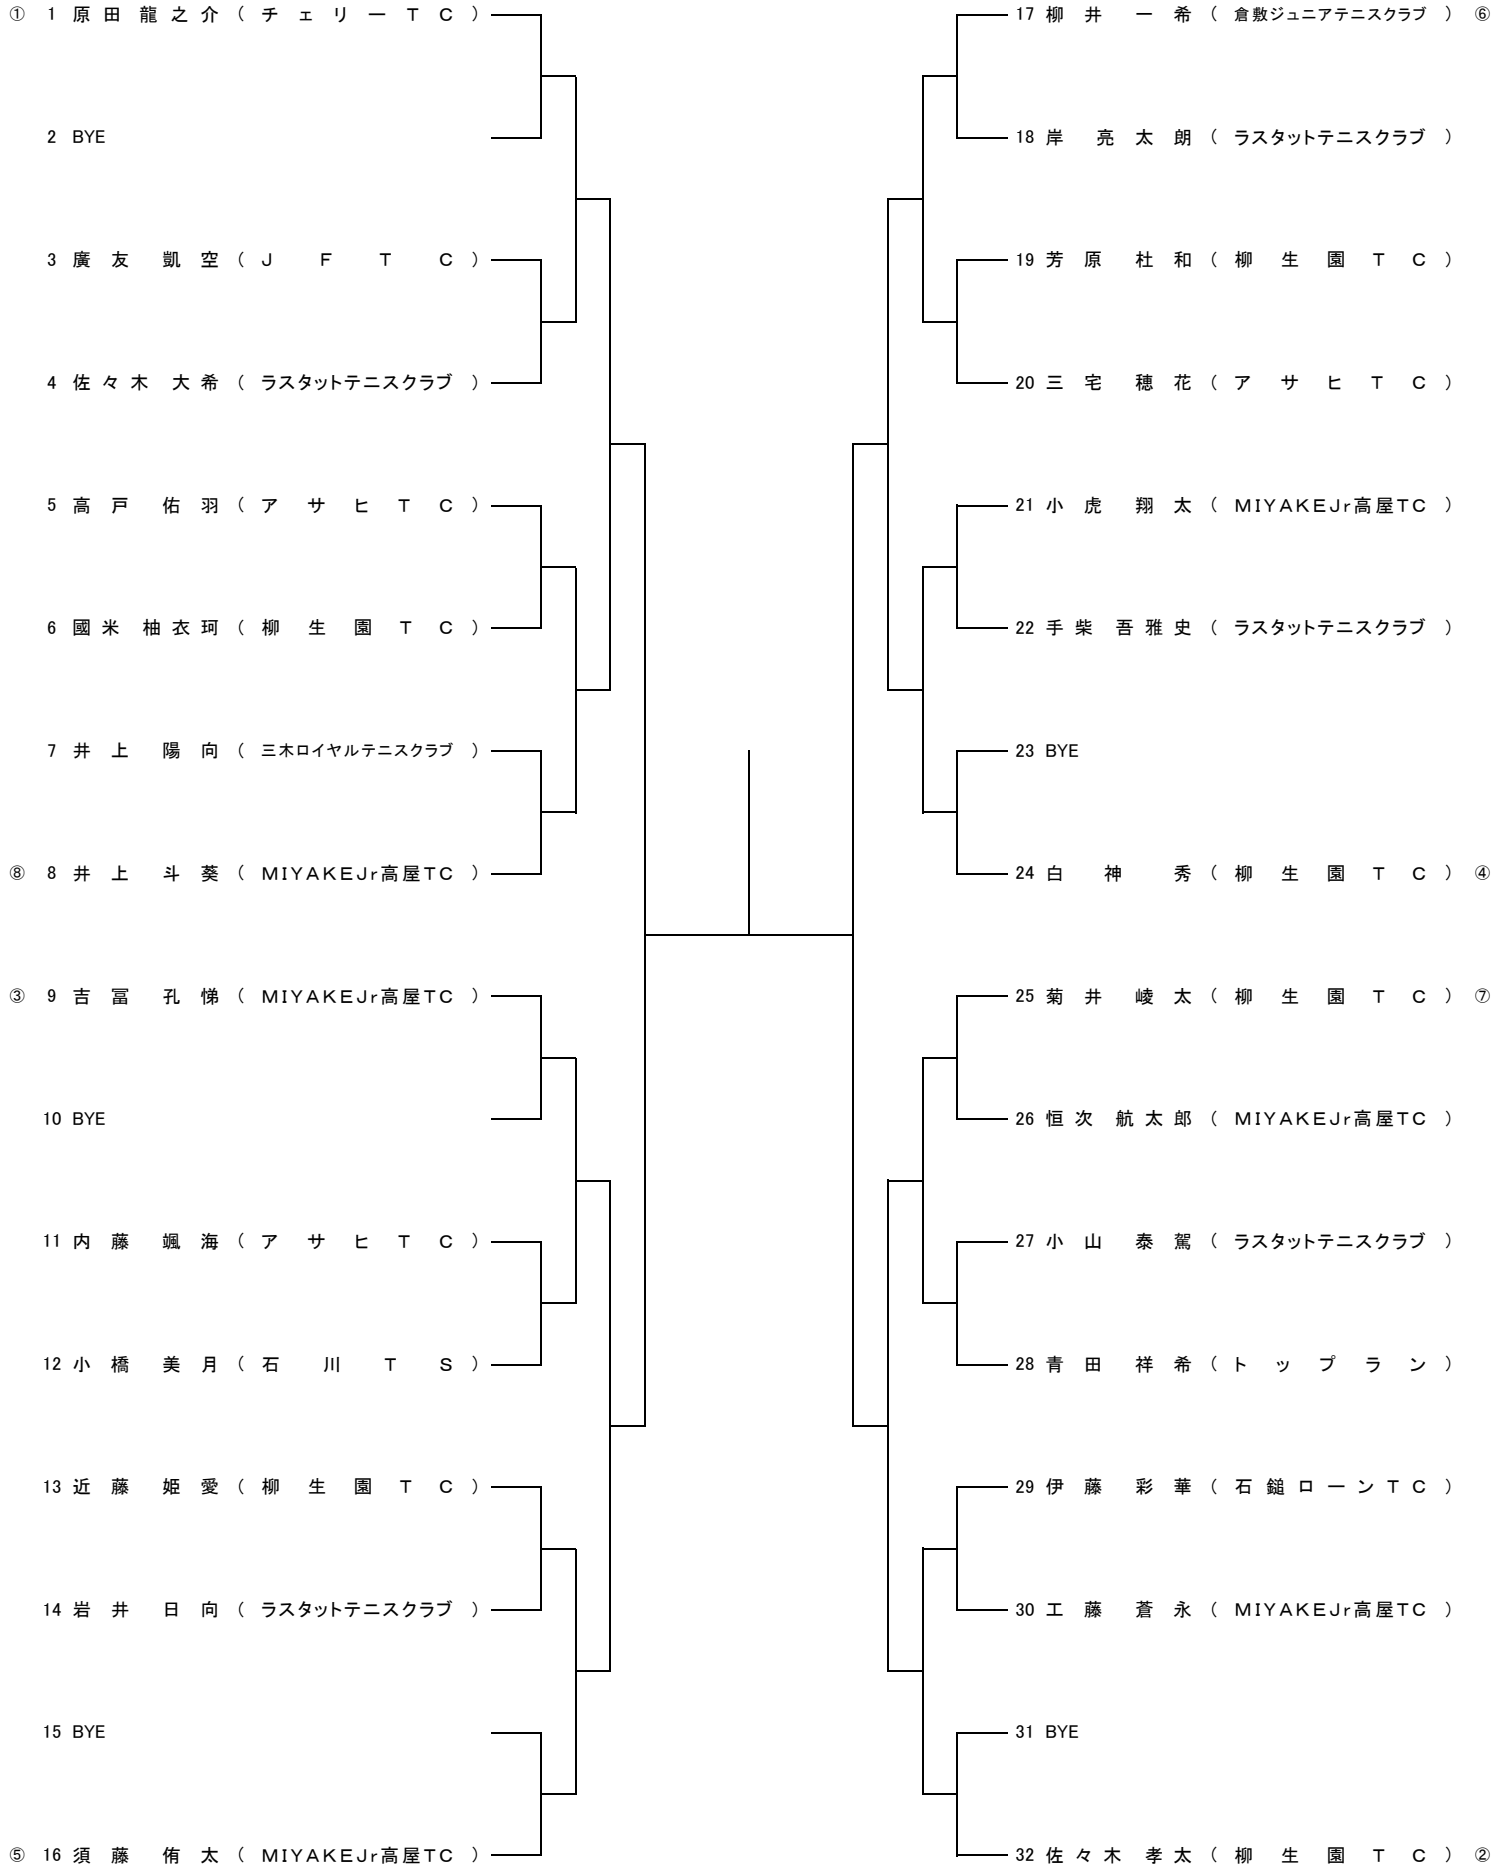 ① 1 原田龍之介 ( チェリーTC )
2 BYE
3 廣友 凱空 ( JFTC )
4 佐々木 大希 ( ラスタットテニスクラブ )
5 高戸 佑羽 ( アサヒTC )
6 國米 柚衣珂 ( 柳生園TC )
7 井上 陽向 ( 三木ロイヤルテニスクラブ )
⑧ 8 井上 斗葵 ( MIYAKEJr高屋TC )
③ 9 吉冨 孔悌 ( MIYAKEJr高屋TC )
10 BYE
11 内藤 颯海 ( アサヒTC )
12 小橋 美月 ( 石川TS )
13 近藤 姫愛 ( 柳生園TC )
14 岩井 日向 ( ラスタットテニスクラブ )
15 BYE
⑤ 16 須藤 侑太 ( MIYAKEJr高屋TC )
17 柳井 一希 ( 倉敷ジュニアテニスクラブ ) ⑥
18 岸 亮太朗 ( ラスタットテニスクラブ )
19 芳原 杜和 ( 柳生園TC )
20 三宅 穂花 ( アサヒTC )
21 小虎 翔太 ( MIYAKEJr高屋TC )
22 手柴 吾雅史 ( ラスタットテニスクラブ )
23 BYE
24 白神 秀 ( 柳生園TC ) ④
25 菊井 崚太 ( 柳生園TC ) ⑦
26 恒次 航太郎 ( MIYAKEJr高屋TC )
27 小山 泰駕 ( ラスタットテニスクラブ )
28 青田 祥希 ( トップラン )
29 伊藤 彩華 ( 石鎚ローンTC )
30 工藤 蒼永 ( MIYAKEJr高屋TC )
31 BYE
32 佐々木 孝太 ( 柳生園TC ) ②